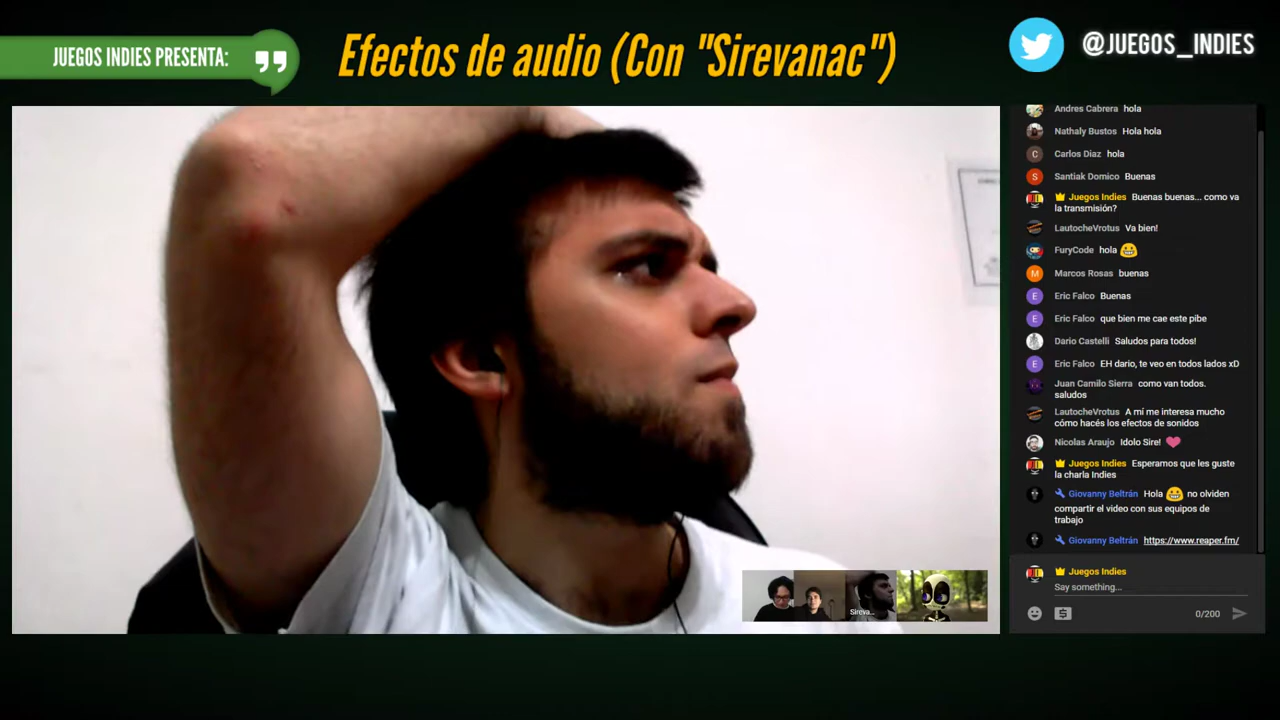 JUEGOS INDIES PRESENTA:
Efectos de audio (Con "Sirevanac")
@JUEGOS_INDIES
Andres Cabrera hola
Nathaly Bustos Hola hola
C Carlos Diaz hola
S Santiak Domico Buenas
Juegos Indies Buenas buenas... como va
la transmisión?
LautocheVrotus Va bien!
FuryCode hola
M Marcos Rosas buenas
E Eric Falco Buenas
E Eric Falco que bien me cae este pibe
Dario Castelli Saludos para todos!
E Eric Falco EH dario, te veo en todos lados xD
Juan Camilo Sierra como van todos.
saludos
LautocheVrotus A mí me interesa mucho
cómo hacés los efectos de sonidos
Nicolas Araujo Idolo Sire!
Juegos Indies Esperamos que les guste
la charla Indies
Giovanny Beltrán Hola no olviden
compartir el video con sus equipos de
trabajo
Giovanny Beltrán https://www.reaper.fm/
Juegos Indies
Say something...
0/200
Sireva...